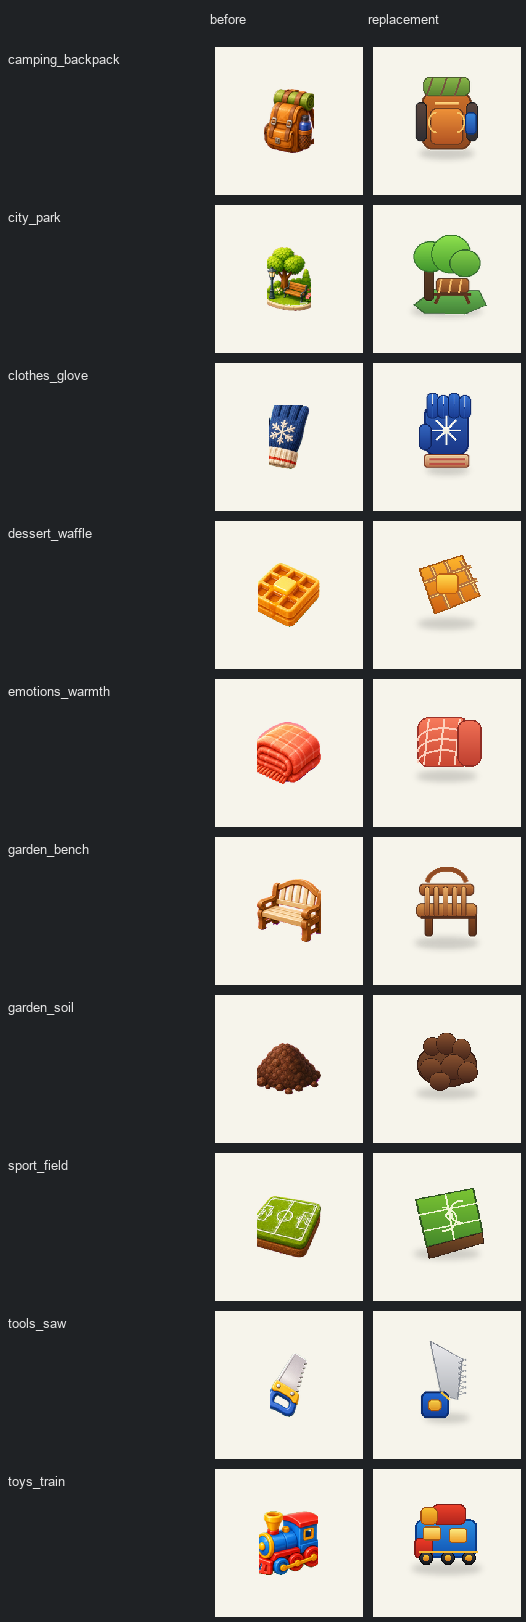 before replacement
camping_backpack
city_park
clothes_glove
dessert_waffle
emotions_warmth
garden_bench
garden_soil
sport_field
tools_saw
toys_train